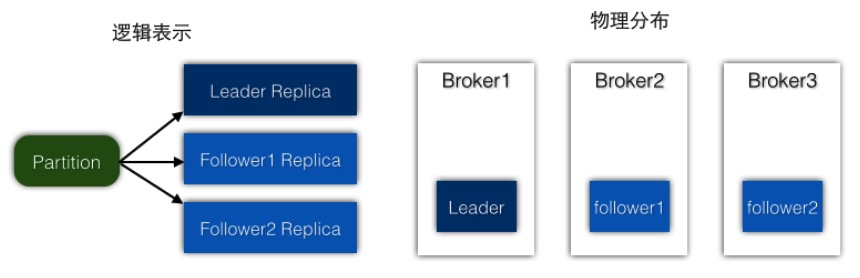 逻辑表示
Partition
Leader Replica
Follower1 Replica
Follower2 Replica
物理分布
Broker1
Leader
Broker2
follower1
Broker3
follower2